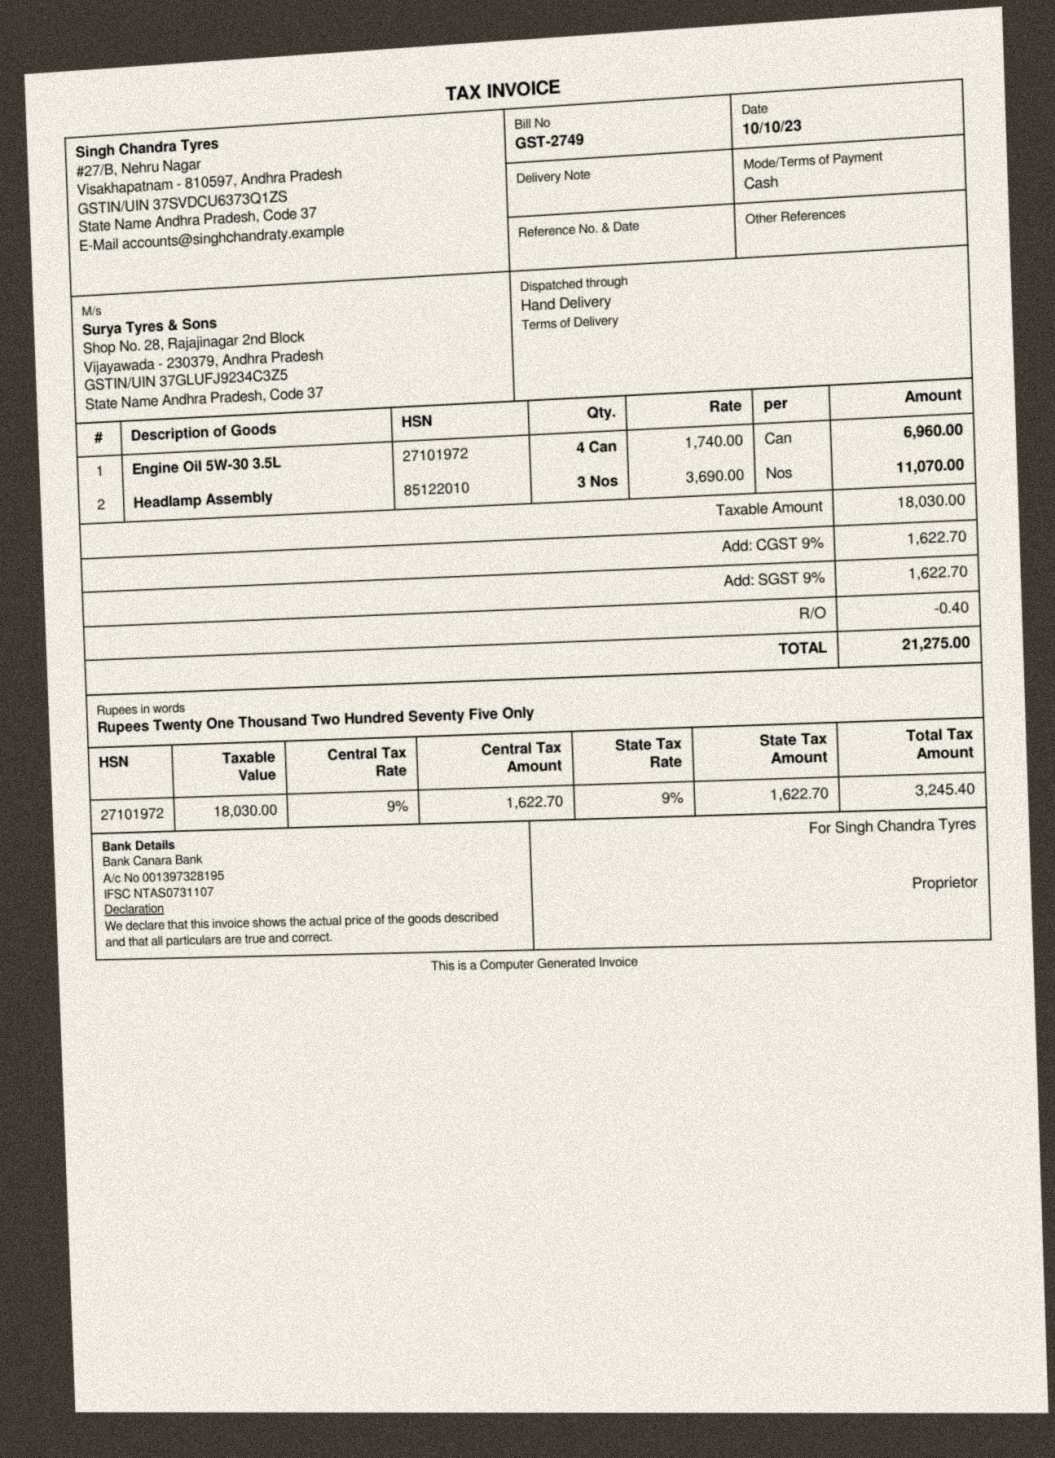 TAX INVOICE
Singh Chandra Tyres
#27/B, Nehru Nagar
Visakhapatnam - 810597, Andhra Pradesh
GSTIN/UIN 37SVDCU6373Q1ZS
State Name Andhra Pradesh, Code 37
E-Mail accounts@singhchandraty.example
Bill No
GST-2749
Date
10/10/23
Delivery Note
Mode/Terms of Payment
Cash
Reference No. & Date
Other References
M/s
Surya Tyres & Sons
Shop No. 28, Rajajinagar 2nd Block
Vijayawada - 230379, Andhra Pradesh
GSTIN/UIN 37GLUFJ9234C3Z5
State Name Andhra Pradesh, Code 37
Dispatched through
Hand Delivery
Terms of Delivery
# Description of Goods HSN Qty. Rate per Amount
1 Engine Oil 5W-30 3.5L 27101972 4 Can 1,740.00 Can 6,960.00
2 Headlamp Assembly 85122010 3 Nos 3,690.00 Nos 11,070.00
Taxable Amount 18,030.00
Add: CGST 9% 1,622.70
Add: SGST 9% 1,622.70
R/O -0.40
TOTAL 21,275.00
Rupees in words
Rupees Twenty One Thousand Two Hundred Seventy Five Only
HSN Taxable Value Central Tax Rate Central Tax Amount State Tax Rate State Tax Amount Total Tax Amount
27101972 18,030.00 9% 1,622.70 9% 1,622.70 3,245.40
Bank Details
Bank Canara Bank
A/c No 001397328195
IFSC NTAS0731107
Declaration
We declare that this invoice shows the actual price of the goods described
and that all particulars are true and correct.
For Singh Chandra Tyres
Proprietor
This is a Computer Generated Invoice